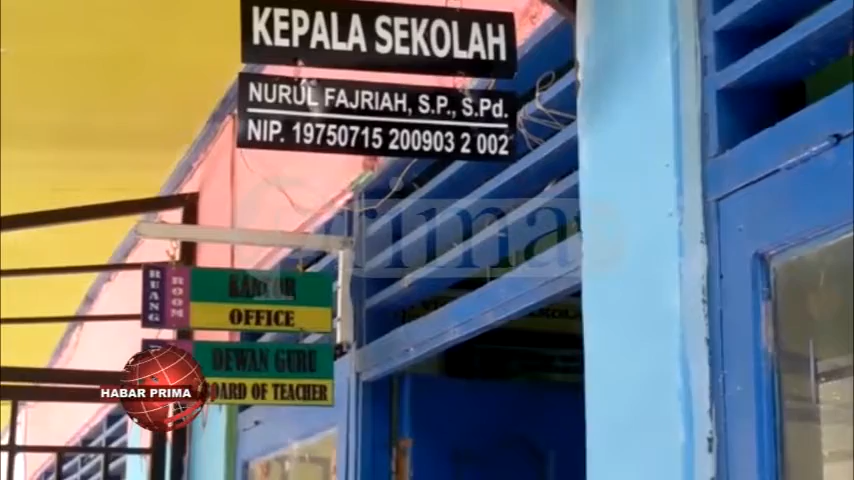 KEPALA SEKOLAH
NURUL FAJRIAH, S.P., S.Pd.
NIP. 19750715 200903 2 002
Prima
RUANG
ROOM
KANTOR
OFFICE
DEWAN GURU
BOARD OF TEACHER
HABAR PRIMA